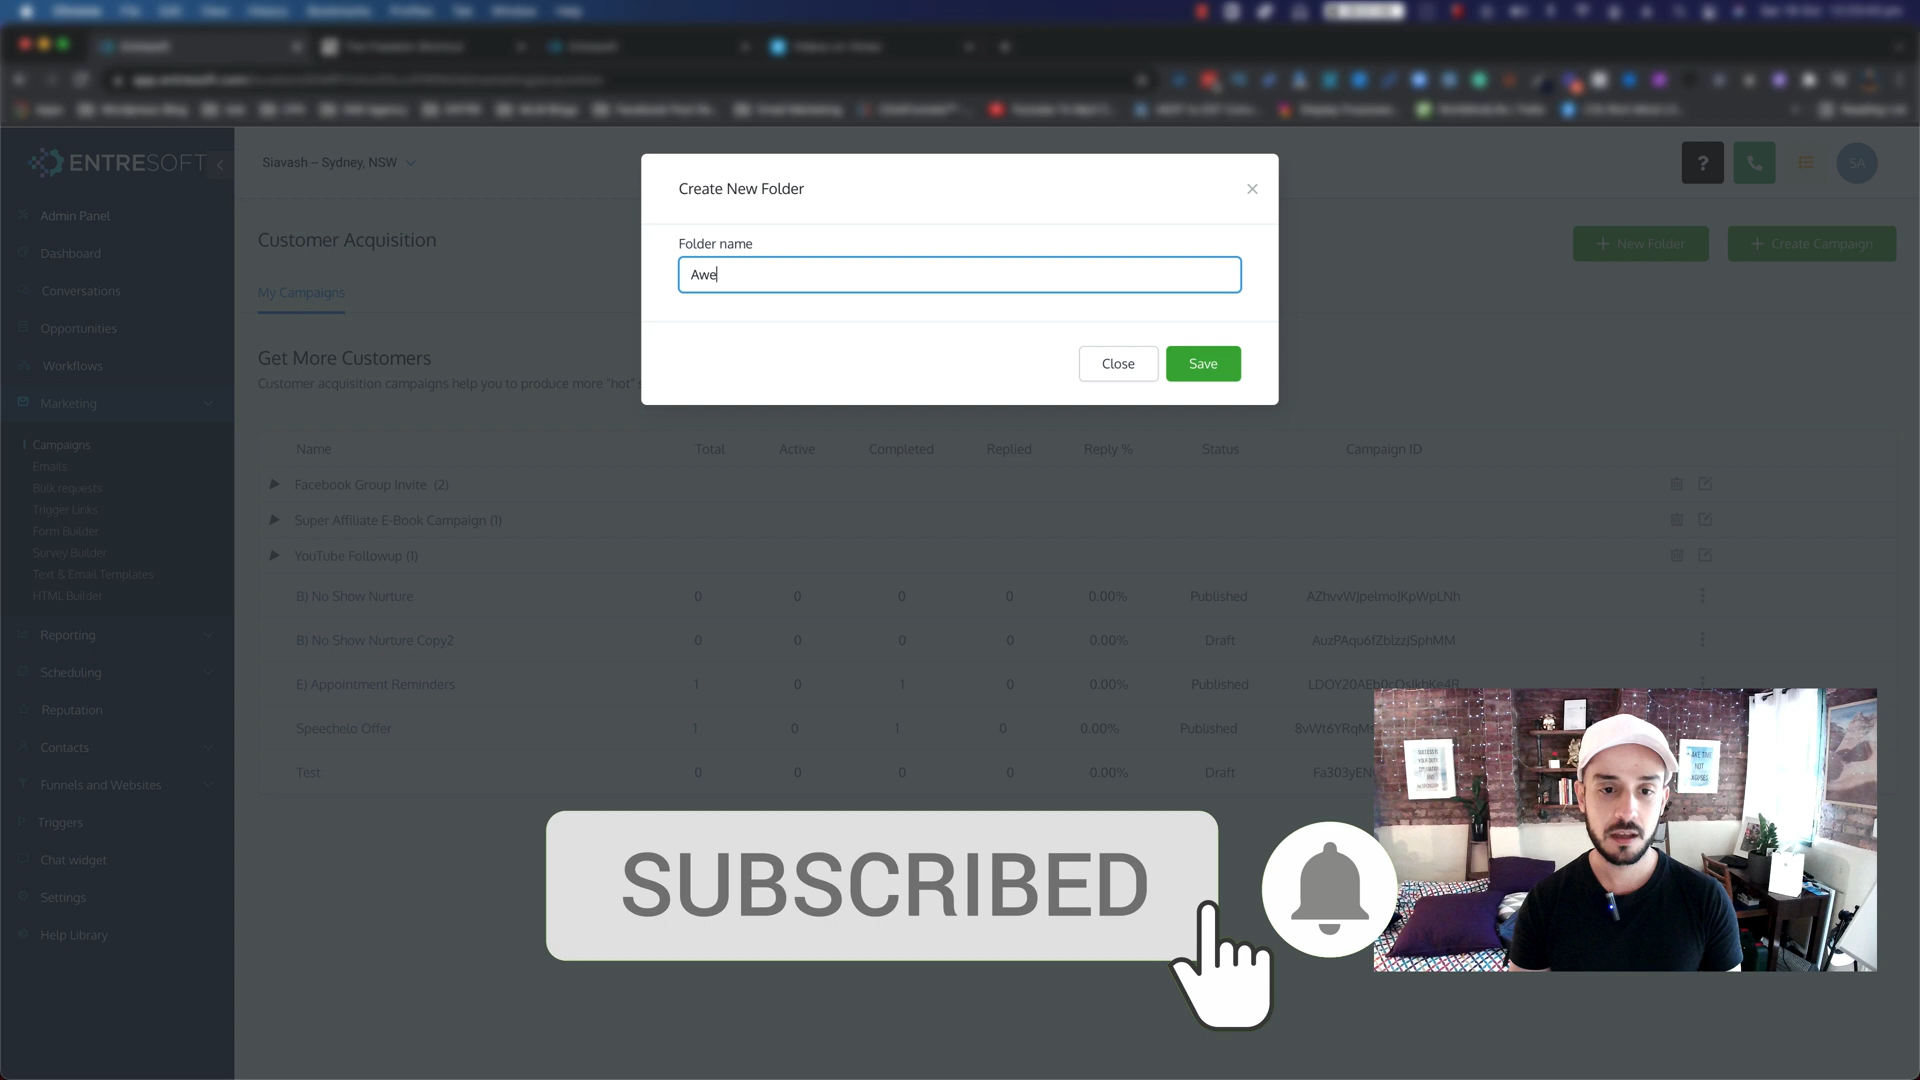 ENTRESOFT
Siavash – Sydney, NSW
?
SA
Admin Panel
Dashboard
Conversations
Opportunities
Workflows
Marketing
Campaigns
Emails
Bulk requests
Trigger Links
Form Builder
Survey Builder
Text & Email Templates
HTML Builder
Reporting
Scheduling
Reputation
Contacts
Funnels and Websites
Triggers
Chat widget
Settings
Help Library
Customer Acquisition
+ New Folder
+ Create Campaign
My Campaigns
Get More Customers
Customer acquisition campaigns help you to produce more "hot"
Create New Folder
Folder name
Awe
Close
Save
Name Total Active Completed Replied Reply % Status Campaign ID
Facebook Group Invite (2)
Super Affiliate E-Book Campaign (1)
YouTube Followup (1)
B) No Show Nurture 0 0 0 0 0.00% Published AZhvvWJpelmoJKpWpLNh
B) No Show Nurture Copy2 0 0 0 0 0.00% Draft AuzPAqu6fZblzzJSphMM
E) Appointment Reminders 1 0 1 0 0.00% Published
Speechelo Offer 1 0 1 0 0.00% Published
Test 0 0 0 0 0.00% Draft
SUBSCRIBED